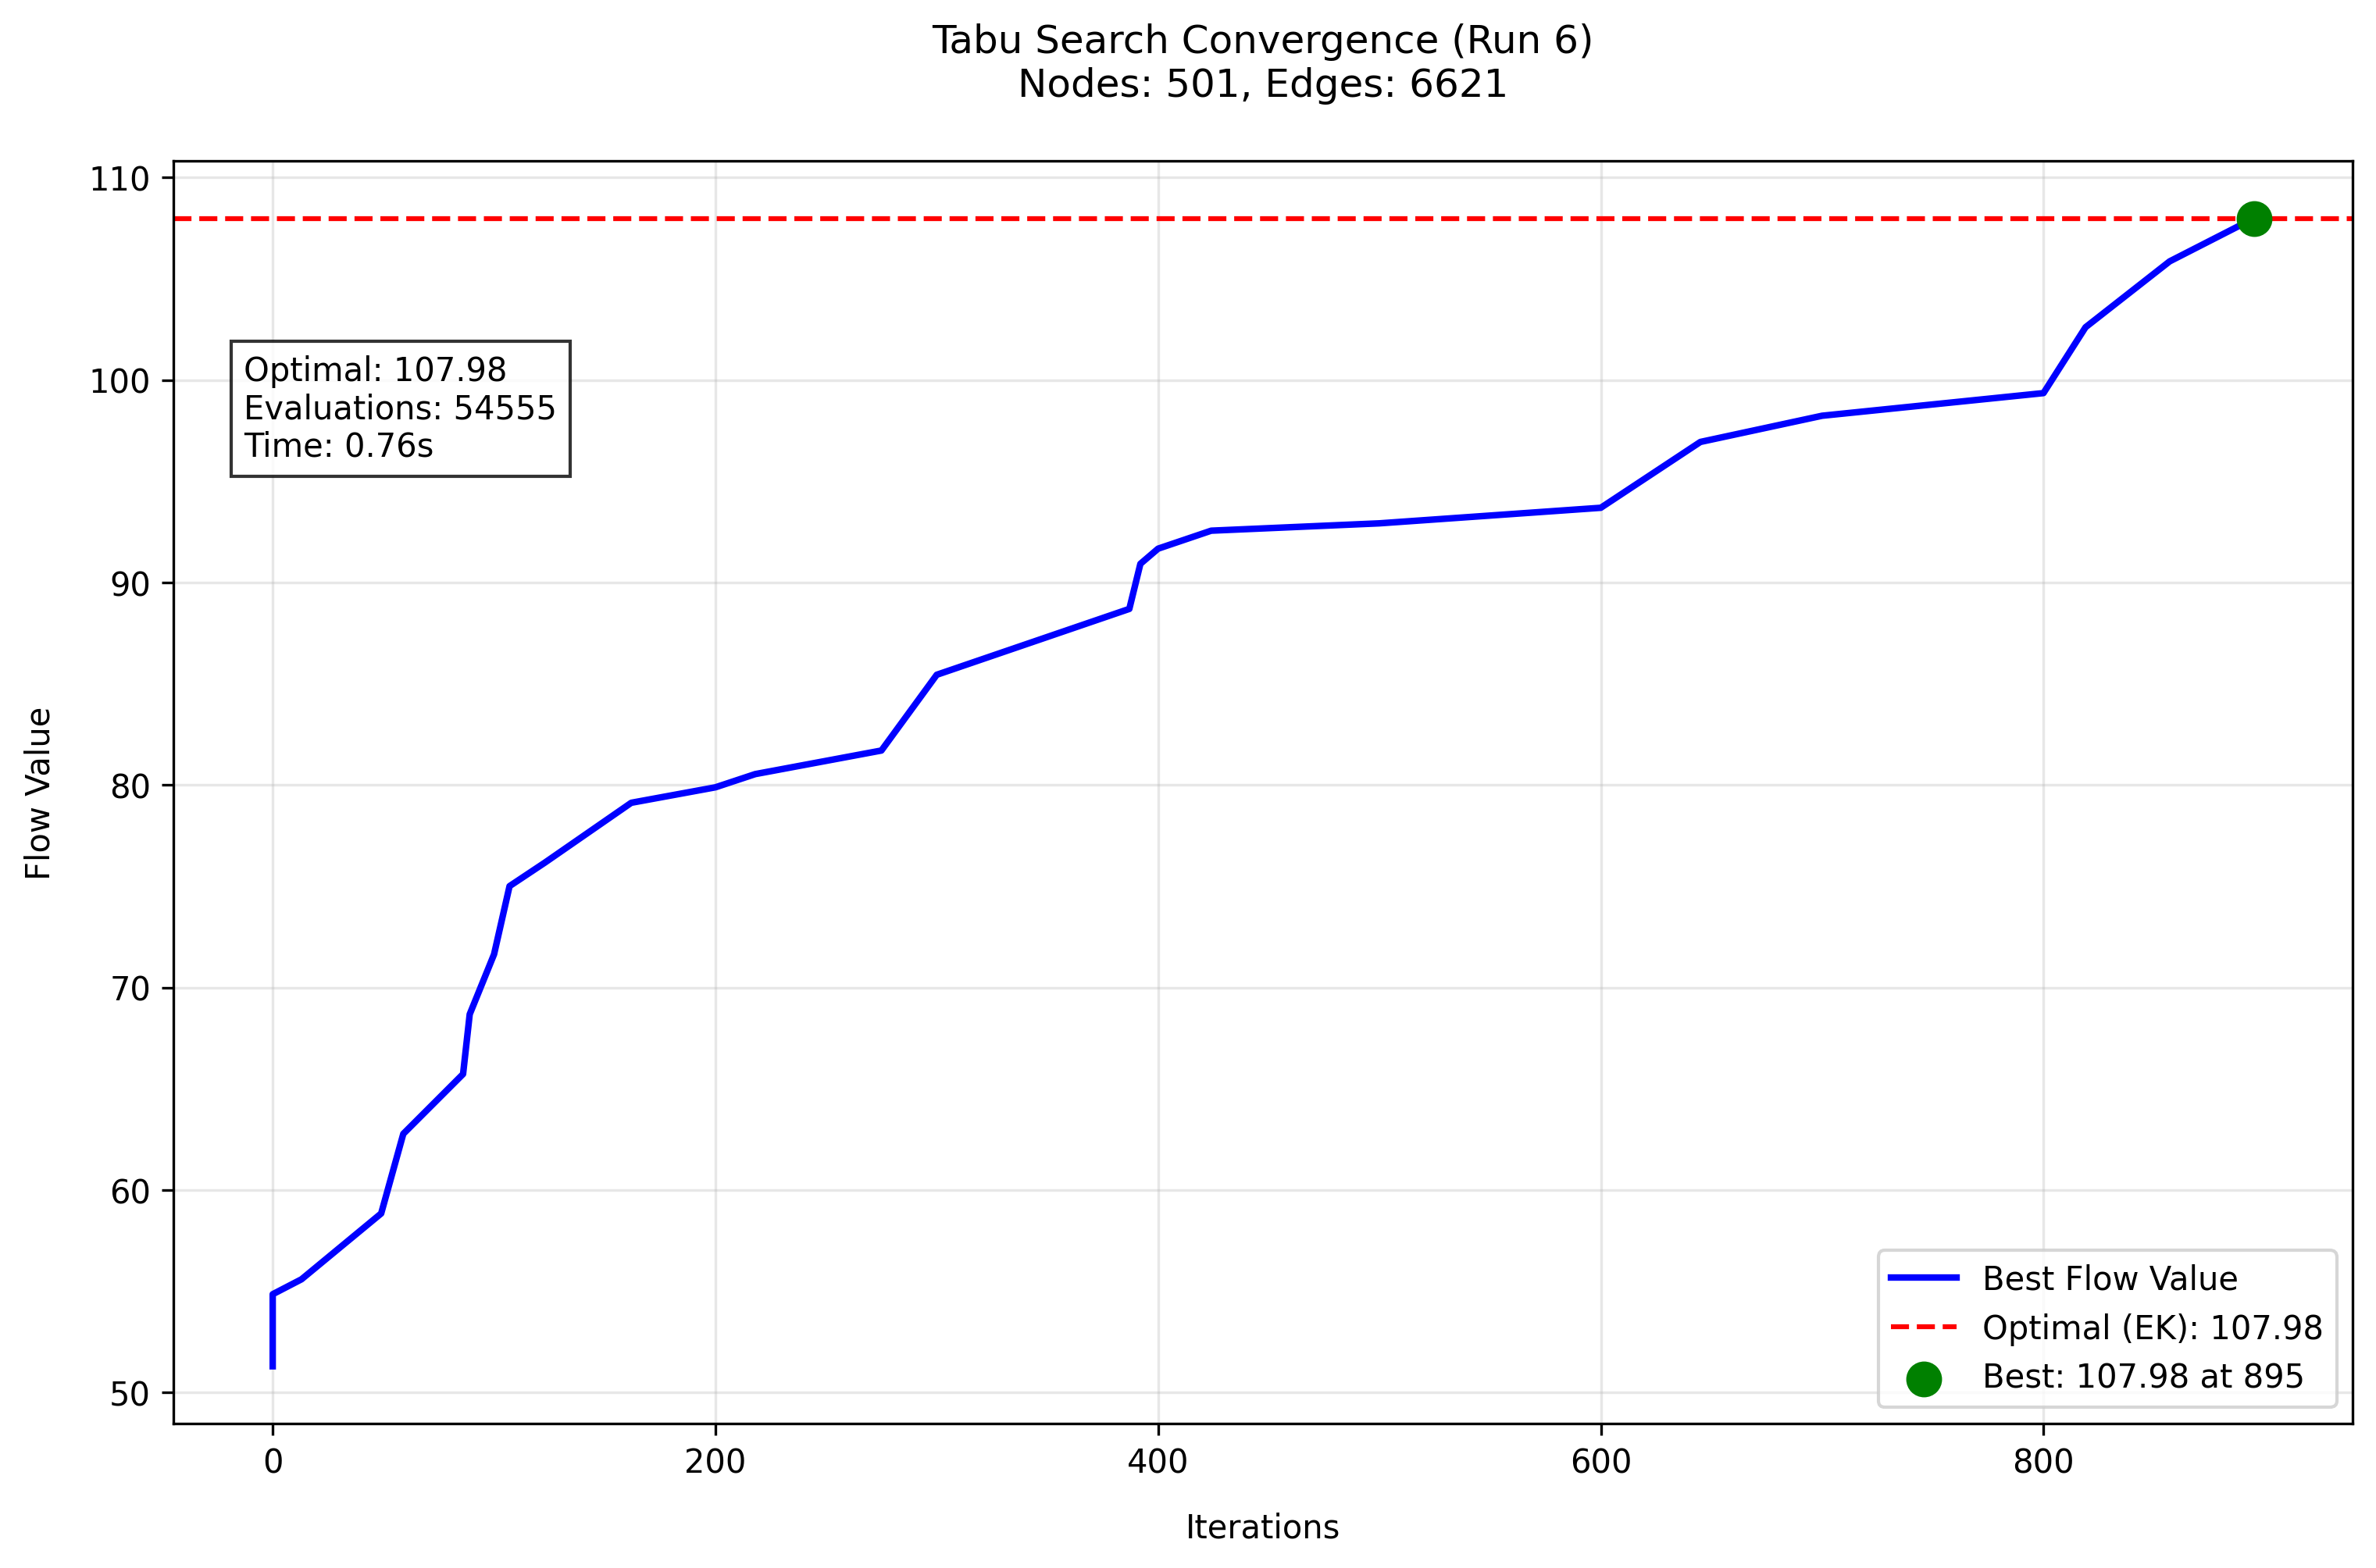 Tabu Search Convergence (Run 6)
Nodes: 501, Edges: 6621
110
100
90
80
70
60
50
Flow Value
Optimal: 107.98
Evaluations: 54555
Time: 0.76s
Best Flow Value
Optimal (EK): 107.98
Best: 107.98 at 895
0
200
400
600
800
Iterations